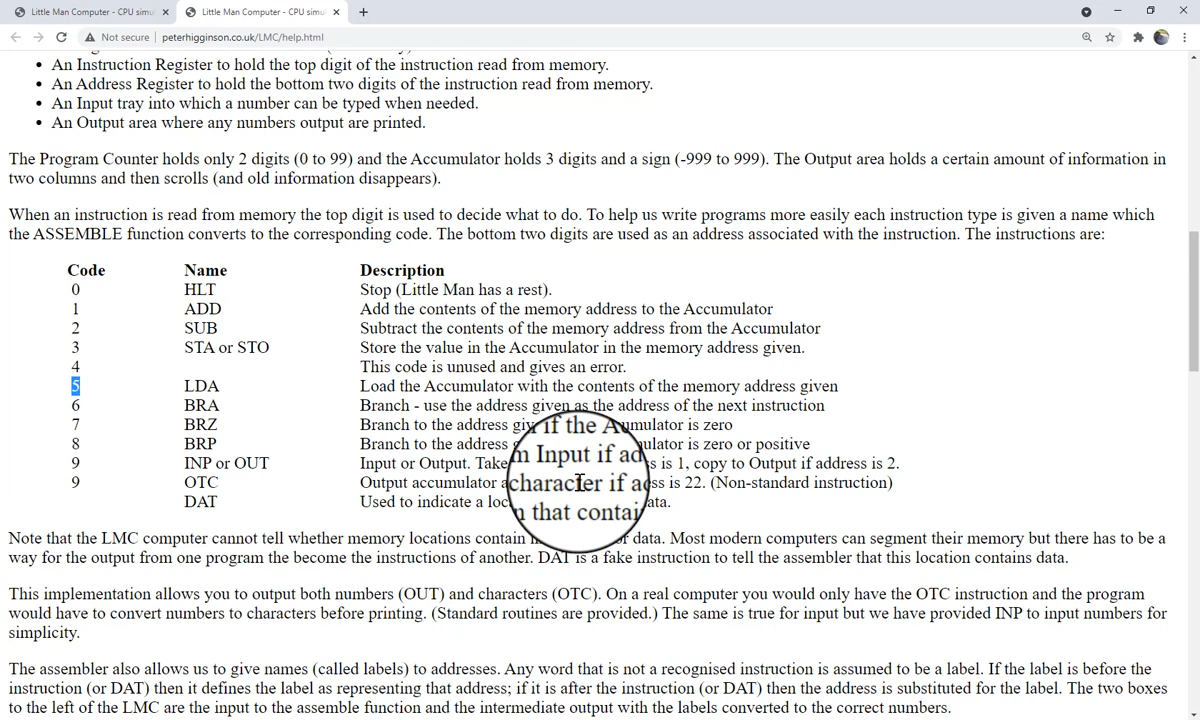 Little Man Computer - CPU simu
Little Man Computer - CPU simu
Not secure | peterhigginson.co.uk/LMC/help.html
• An Instruction Register to hold the top digit of the instruction read from memory.
• An Address Register to hold the bottom two digits of the instruction read from memory.
• An Input tray into which a number can be typed when needed.
• An Output area where any numbers output are printed.
The Program Counter holds only 2 digits (0 to 99) and the Accumulator holds 3 digits and a sign (-999 to 999). The Output area holds a certain amount of information in
two columns and then scrolls (and old information disappears).
When an instruction is read from memory the top digit is used to decide what to do. To help us write programs more easily each instruction type is given a name which
the ASSEMBLE function converts to the corresponding code. The bottom two digits are used as an address associated with the instruction. The instructions are:
Code Name Description
0 HLT Stop (Little Man has a rest).
1 ADD Add the contents of the memory address to the Accumulator
2 SUB Subtract the contents of the memory address from the Accumulator
3 STA or STO Store the value in the Accumulator in the memory address given.
4 This code is unused and gives an error.
5 LDA Load the Accumulator with the contents of the memory address given
6 BRA Branch - use the address given as the address of the next instruction
7 BRZ Branch to the address giv if the A umulator is zero
8 BRP Branch to the address ulator is zero or positive
9 INP or OUT Input or Output. Take m Input if ad ss is 1, copy to Output if address is 2.
9 OTC Output accumulator a character if a ss is 22. (Non-standard instruction)
DAT Used to indicate a loc n that contai ata.
Note that the LMC computer cannot tell whether memory locations contain data. Most modern computers can segment their memory but there has to be a
way for the output from one program the become the instructions of another. DAT is a fake instruction to tell the assembler that this location contains data.
This implementation allows you to output both numbers (OUT) and characters (OTC). On a real computer you would only have the OTC instruction and the program
would have to convert numbers to characters before printing. (Standard routines are provided.) The same is true for input but we have provided INP to input numbers for
simplicity.
The assembler also allows us to give names (called labels) to addresses. Any word that is not a recognised instruction is assumed to be a label. If the label is before the
instruction (or DAT) then it defines the label as representing that address; if it is after the instruction (or DAT) then the address is substituted for the label. The two boxes
to the left of the LMC are the input to the assemble function and the intermediate output with the labels converted to the correct numbers.